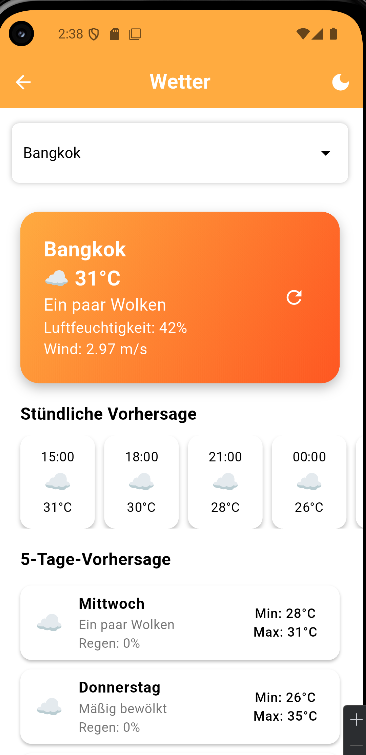 2:38
Wetter
Bangkok
Bangkok
31°C
Ein paar Wolken
Luftfeuchtigkeit: 42%
Wind: 2.97 m/s
Stündliche Vorhersage
15:00 18:00 21:00 00:00
31°C 30°C 28°C 26°C
5-Tage-Vorhersage
Mittwoch
Ein paar Wolken
Regen: 0%
Min: 28°C
Max: 31°C
Donnerstag
Mäßig bewölkt
Regen: 0%
Min: 26°C
Max: 35°C